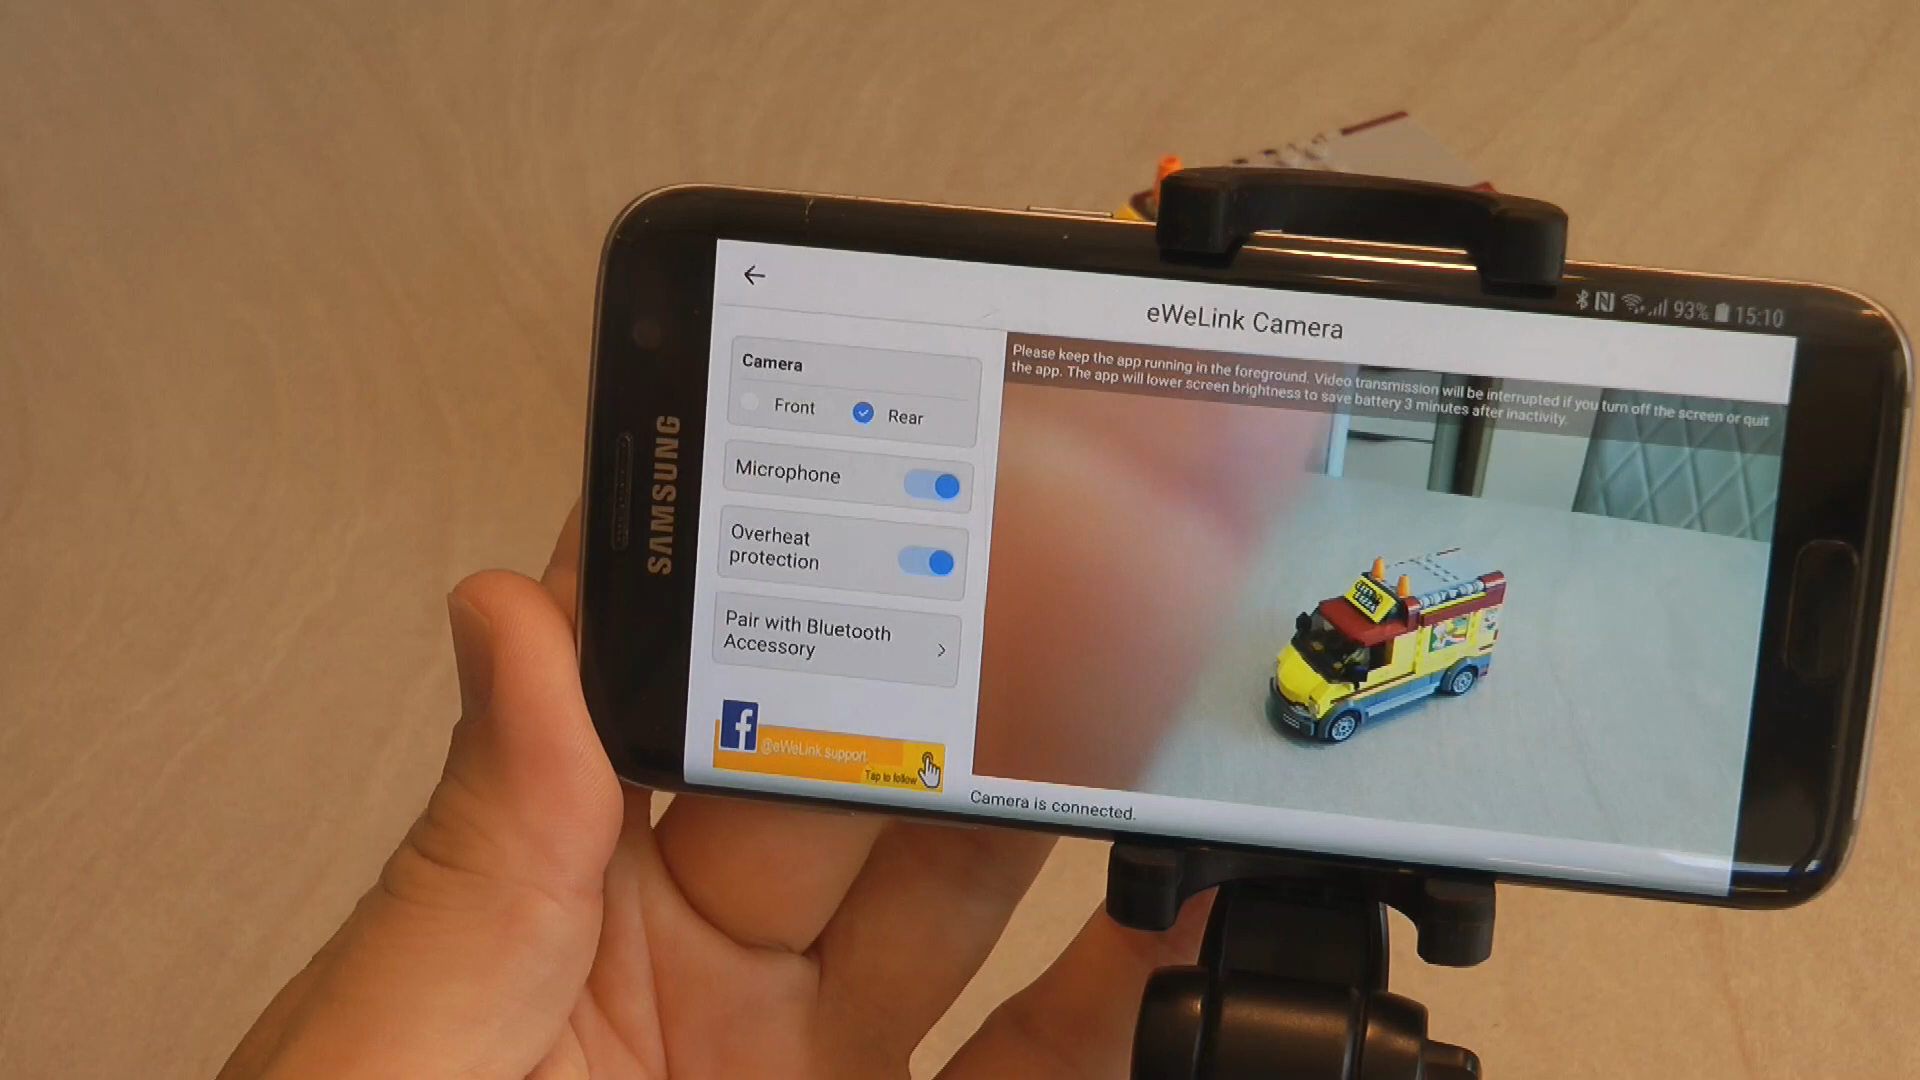 SAMSUNG
93% 15:10
eWeLink Camera
Camera
Front
Rear
Microphone
Overheat
protection
Pair with Bluetooth
Accessory
@eWeLink support
Tap to follow
Please keep the app running in the foreground. Video transmission will be interrupted if you turn off the screen or quit
the app. The app will lower screen brightness to save battery 3 minutes after inactivity.
Camera is connected.